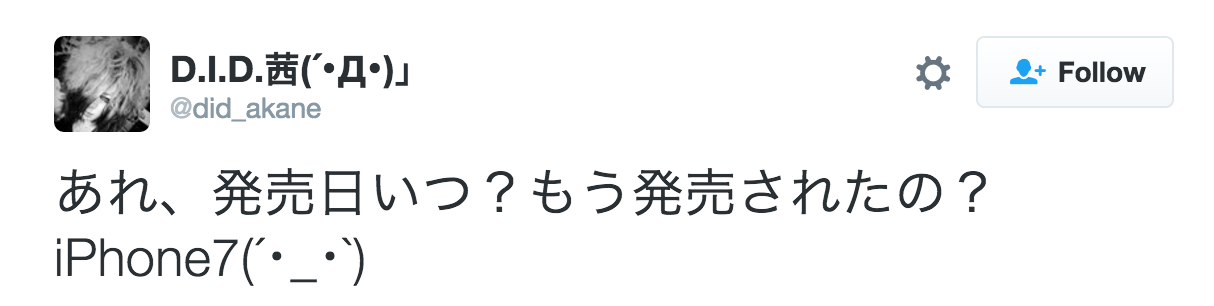 D.I.D.茜(´•Д•)」
@did_akane
Follow
あれ、発売日いつ？もう発売されたの？
iPhone7(´･_･`)